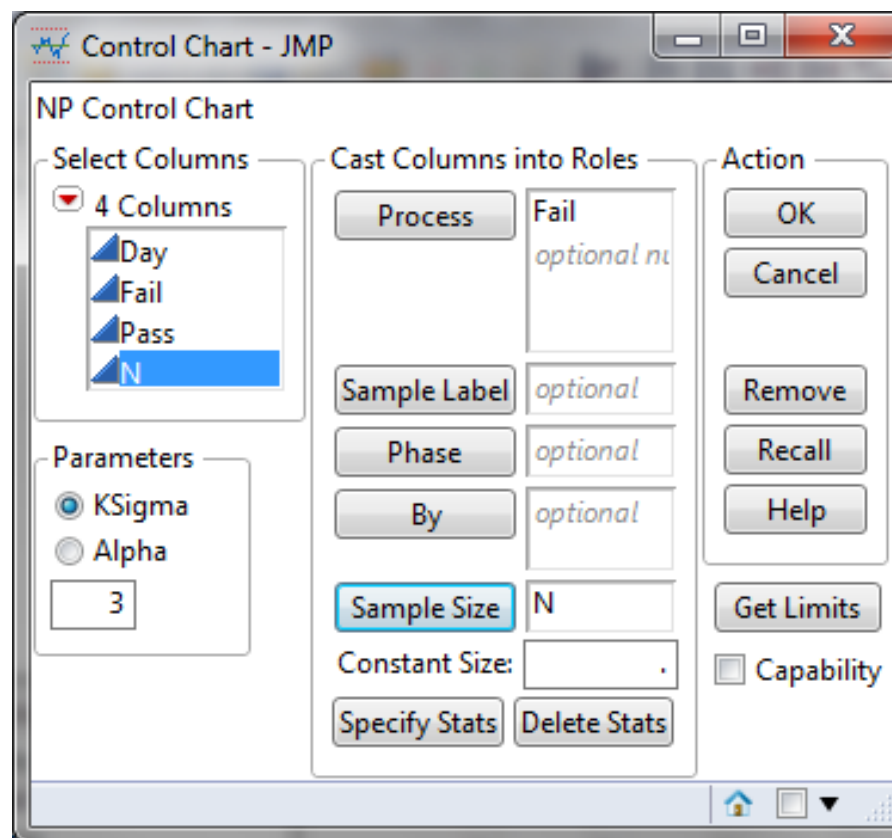 Control Chart - JMP
NP Control Chart
Select Columns
4 Columns
Day
Fail
Pass
N
Parameters
KSigma
Alpha
3
Cast Columns into Roles
Process
Fail
optional
Sample Label
optional
Phase
optional
By
optional
Sample Size
N
Constant Size:
.
Specify Stats
Delete Stats
Action
OK
Cancel
Remove
Recall
Help
Get Limits
Capability